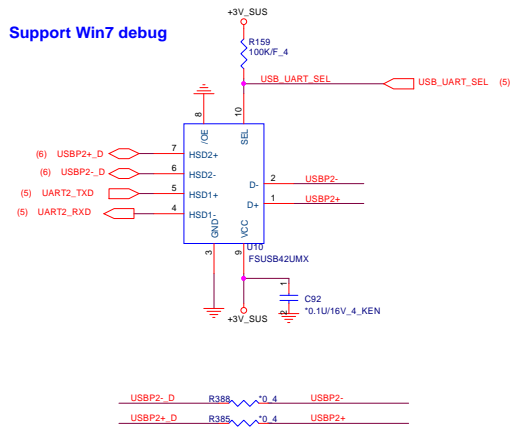 +3V_SUS
Support Win7 debug
R159
100K/F_4
USB_UART_SEL
USB_UART_SEL (5)
8
10
/OE
SEL
(6) USBP2+_D 7 HSD2+
(6) USBP2-_D 6 HSD2-
(5) UART2_TXD 5 HSD1+
(5) UART2_RXD 4 HSD1-
D- 2 USBP2-
D+ 1 USBP2+
GND
VCC
3
9
U10
FSUSB42UMX
1
C92
*0.1U/16V_4_KEN
2
+3V_SUS
USBP2-_D R388 *0_4 USBP2-
USBP2+_D R385 *0_4 USBP2+